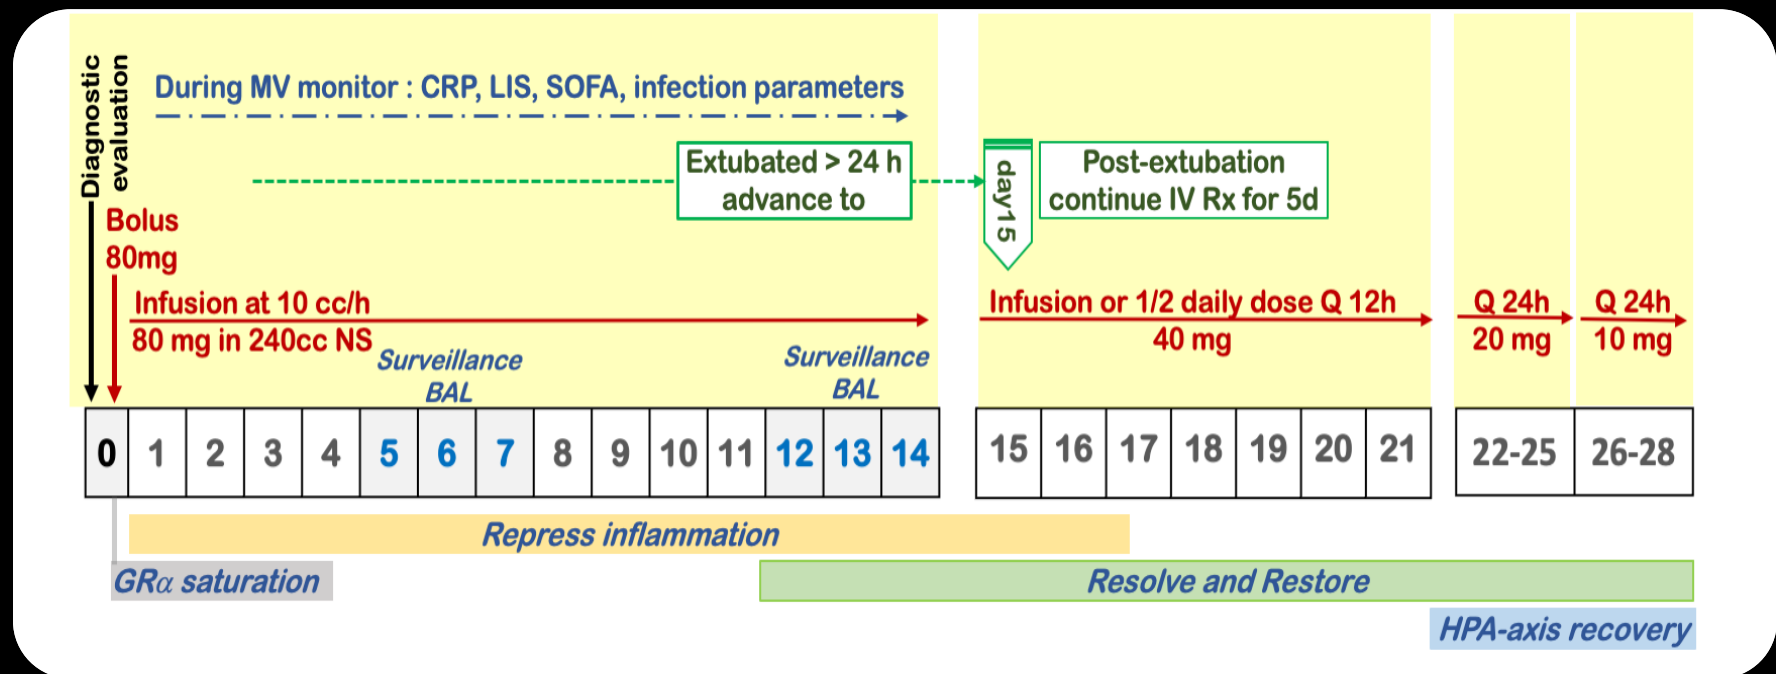 Diagnostic
evaluation
During MV monitor : CRP, LIS, SOFA, infection parameters
Extubated > 24 h
advance to
day15
Post-extubation
continue IV Rx for 5d
Bolus
80mg
Infusion at 10 cc/h
80 mg in 240cc NS
Surveillance
BAL
Surveillance
BAL
Infusion or 1/2 daily dose Q 12h
40 mg
Q 24h
20 mg
Q 24h
10 mg
0 1 2 3 4 5 6 7 8 9 10 11 12 13 14 15 16 17 18 19 20 21 22-25 26-28
Repress inflammation
GRα saturation
Resolve and Restore
HPA-axis recovery